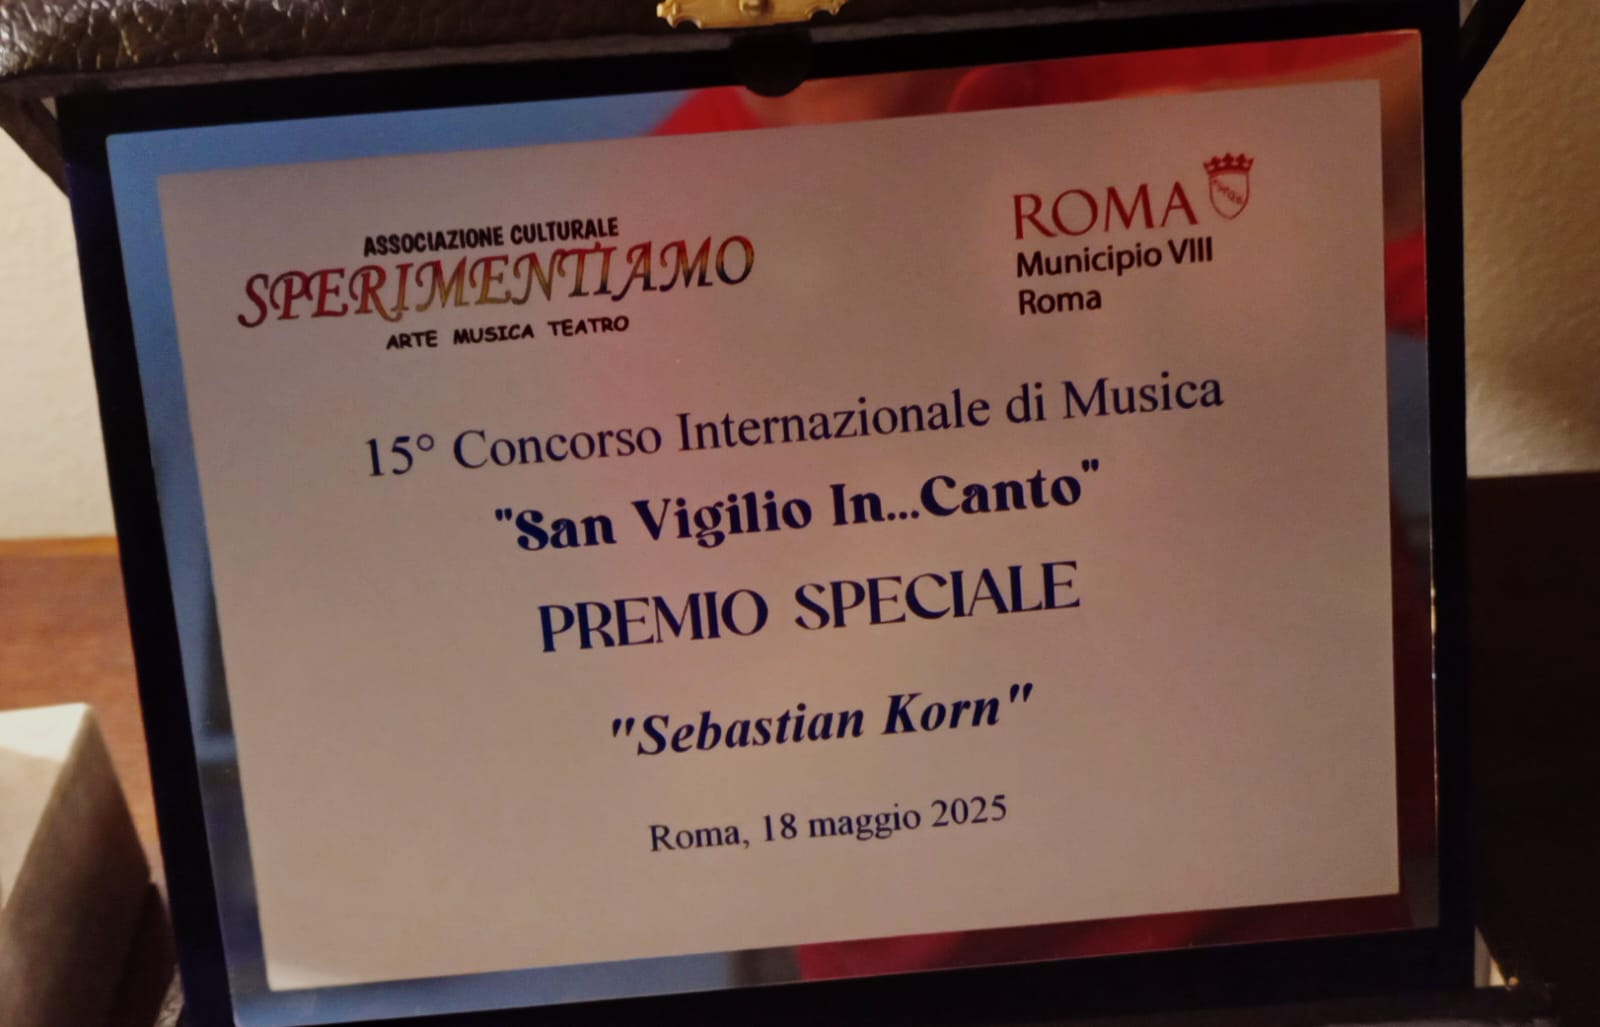 ASSOCIAZIONE CULTURALE
SPERIMENTIAMO
ARTE MUSICA TEATRO
ROMA
Municipio VIII
Roma
15° Concorso Internazionale di Musica
"San Vigilio In...Canto"
PREMIO SPECIALE
"Sebastian Korn"
Roma, 18 maggio 2025